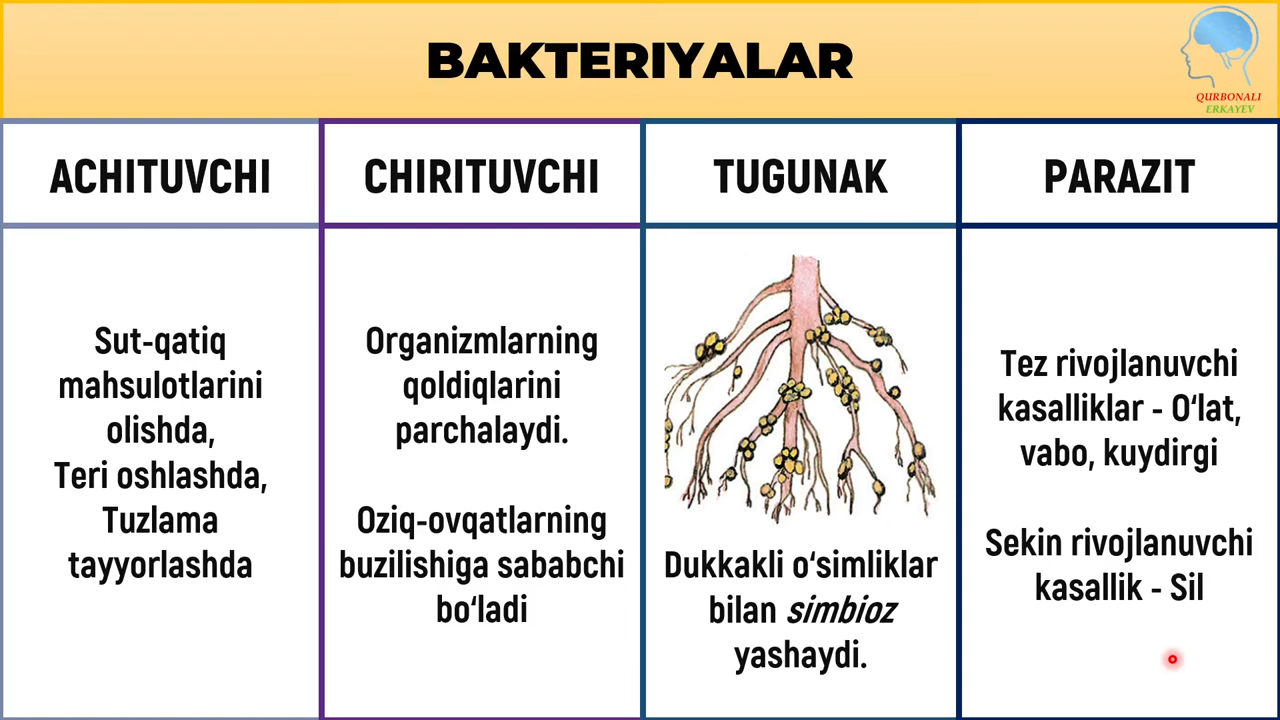 BAKTERIYALAR
QURBONALI
ERKAYEV
ACHITUVCHI
CHIRITUVCHI
TUGUNAK
PARAZIT
Sut-qatiq
mahsulotlarini
olishda,
Teri oshlashda,
Tuzlama
tayyorlashda
Organizmlarning
qoldiqlarini
parchalaydi.
Oziq-ovqatlarning
buzilishiga sababchi
bo‘ladi
Dukkakli o‘simliklar
bilan simbioz
yashaydi.
Tez rivojlanuvchi
kasalliklar - O‘lat,
vabo, kuydirgi
Sekin rivojlanuvchi
kasallik - Sil